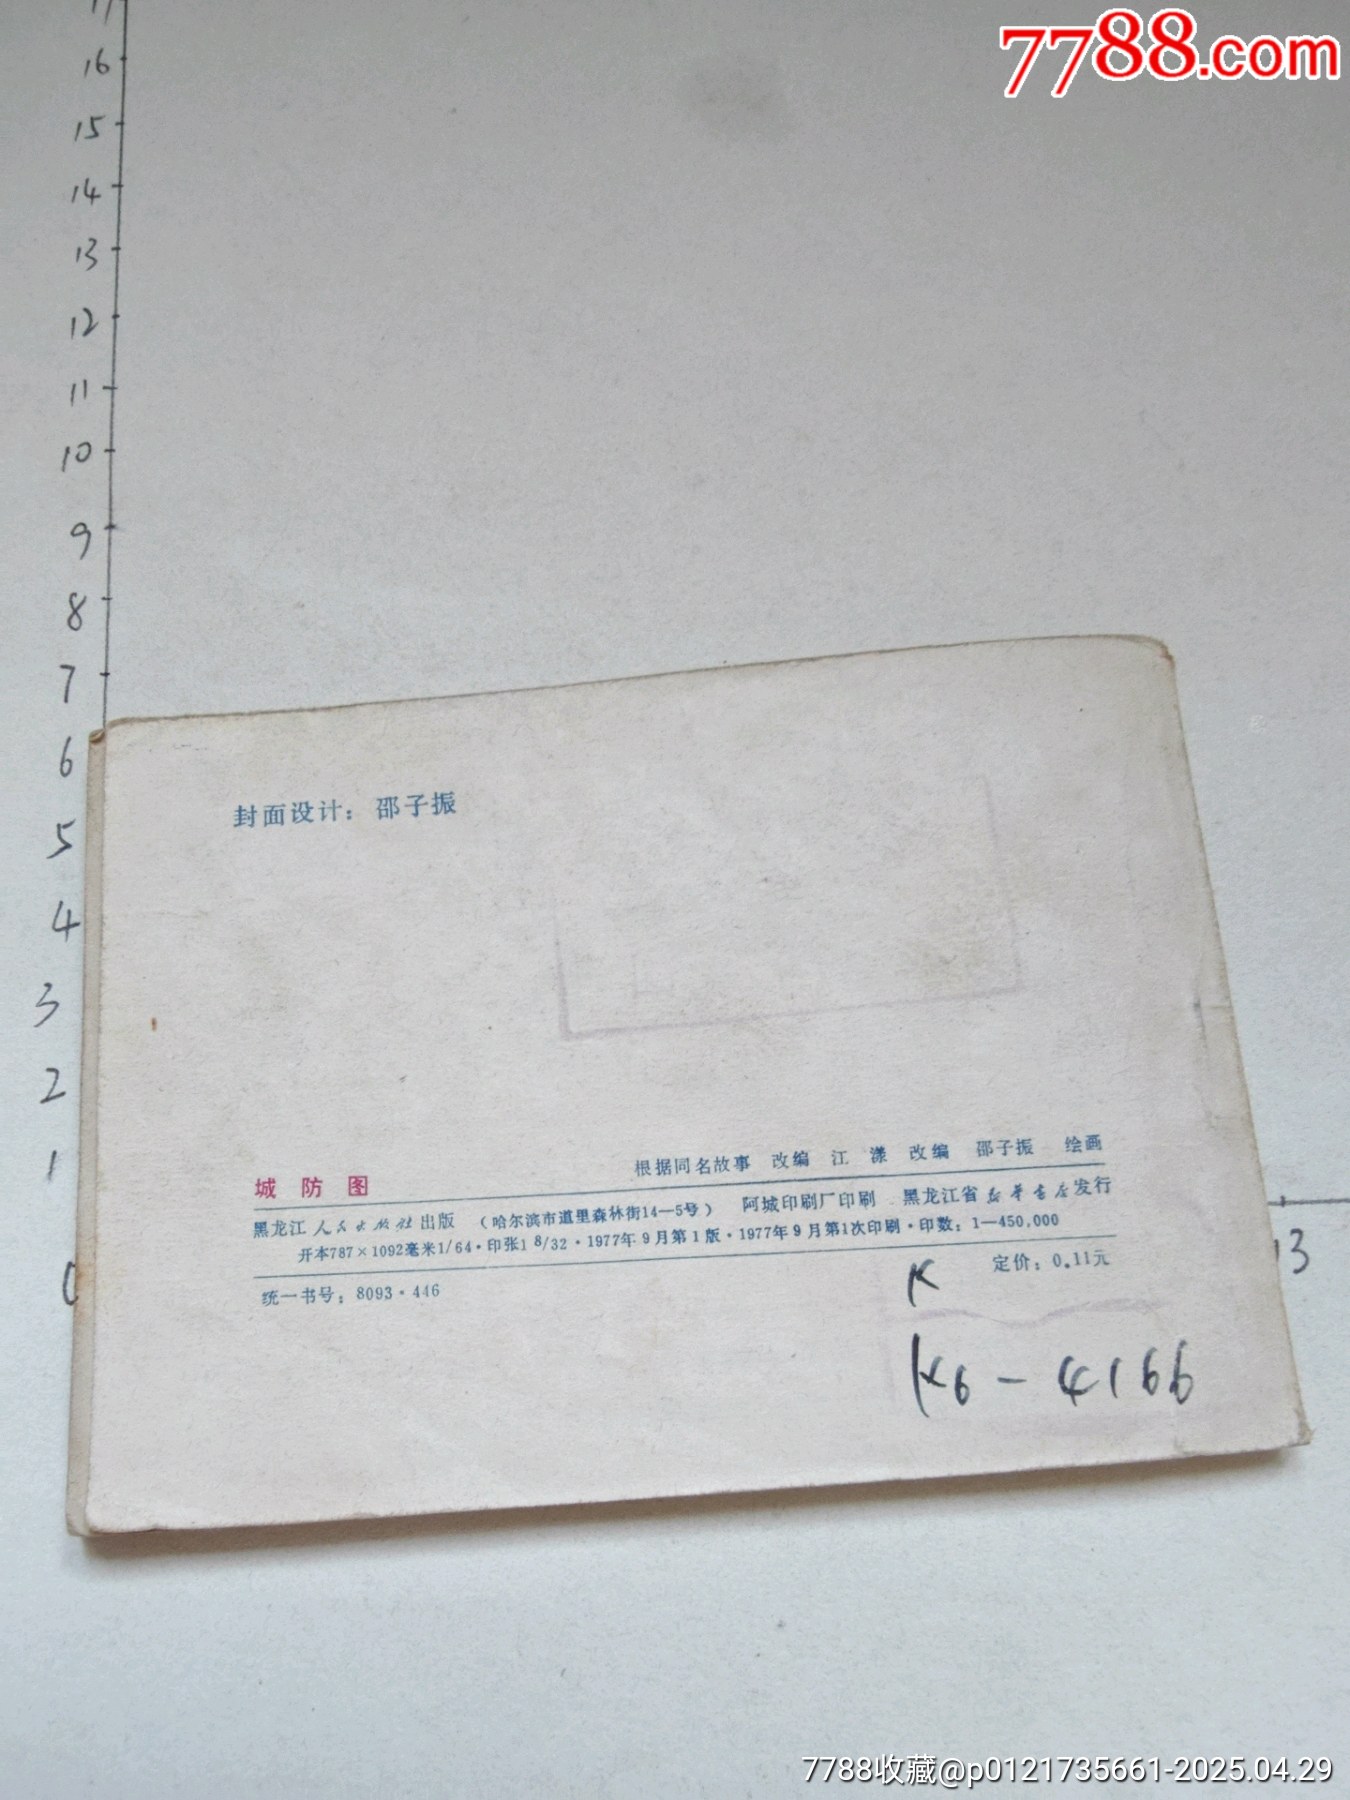 7788.com
17
16
15
14
13
12
11
10
9
8
7
6
5
4
3
2
1
0
13
封面设计：邵子振
城防图
根据同名故事 改编 江漾 改编 邵子振 绘画
黑龙江人民出版社出版 （哈尔滨市道里森林街14—5号） 阿城印刷厂印刷 黑龙江省新华书店发行
开本787×1092毫米1/64·印张1 8/32·1977年9月第1版·1977年9月第1次印刷·印数：1—450,000
统一书号：8093·446
定价：0.11元
K
K6-4166
7788收藏@p0121735661-2025.04.29